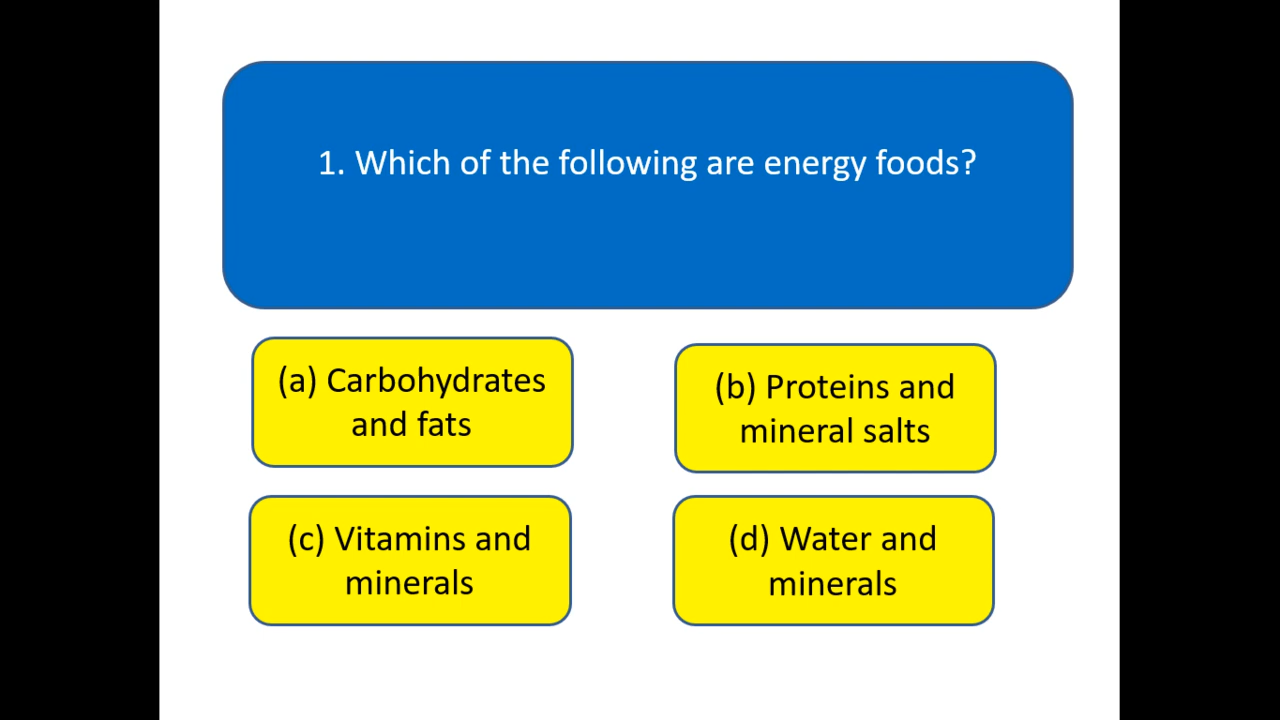 1. Which of the following are energy foods?
(a) Carbohydrates
and fats
(b) Proteins and
mineral salts
(c) Vitamins and
minerals
(d) Water and
minerals